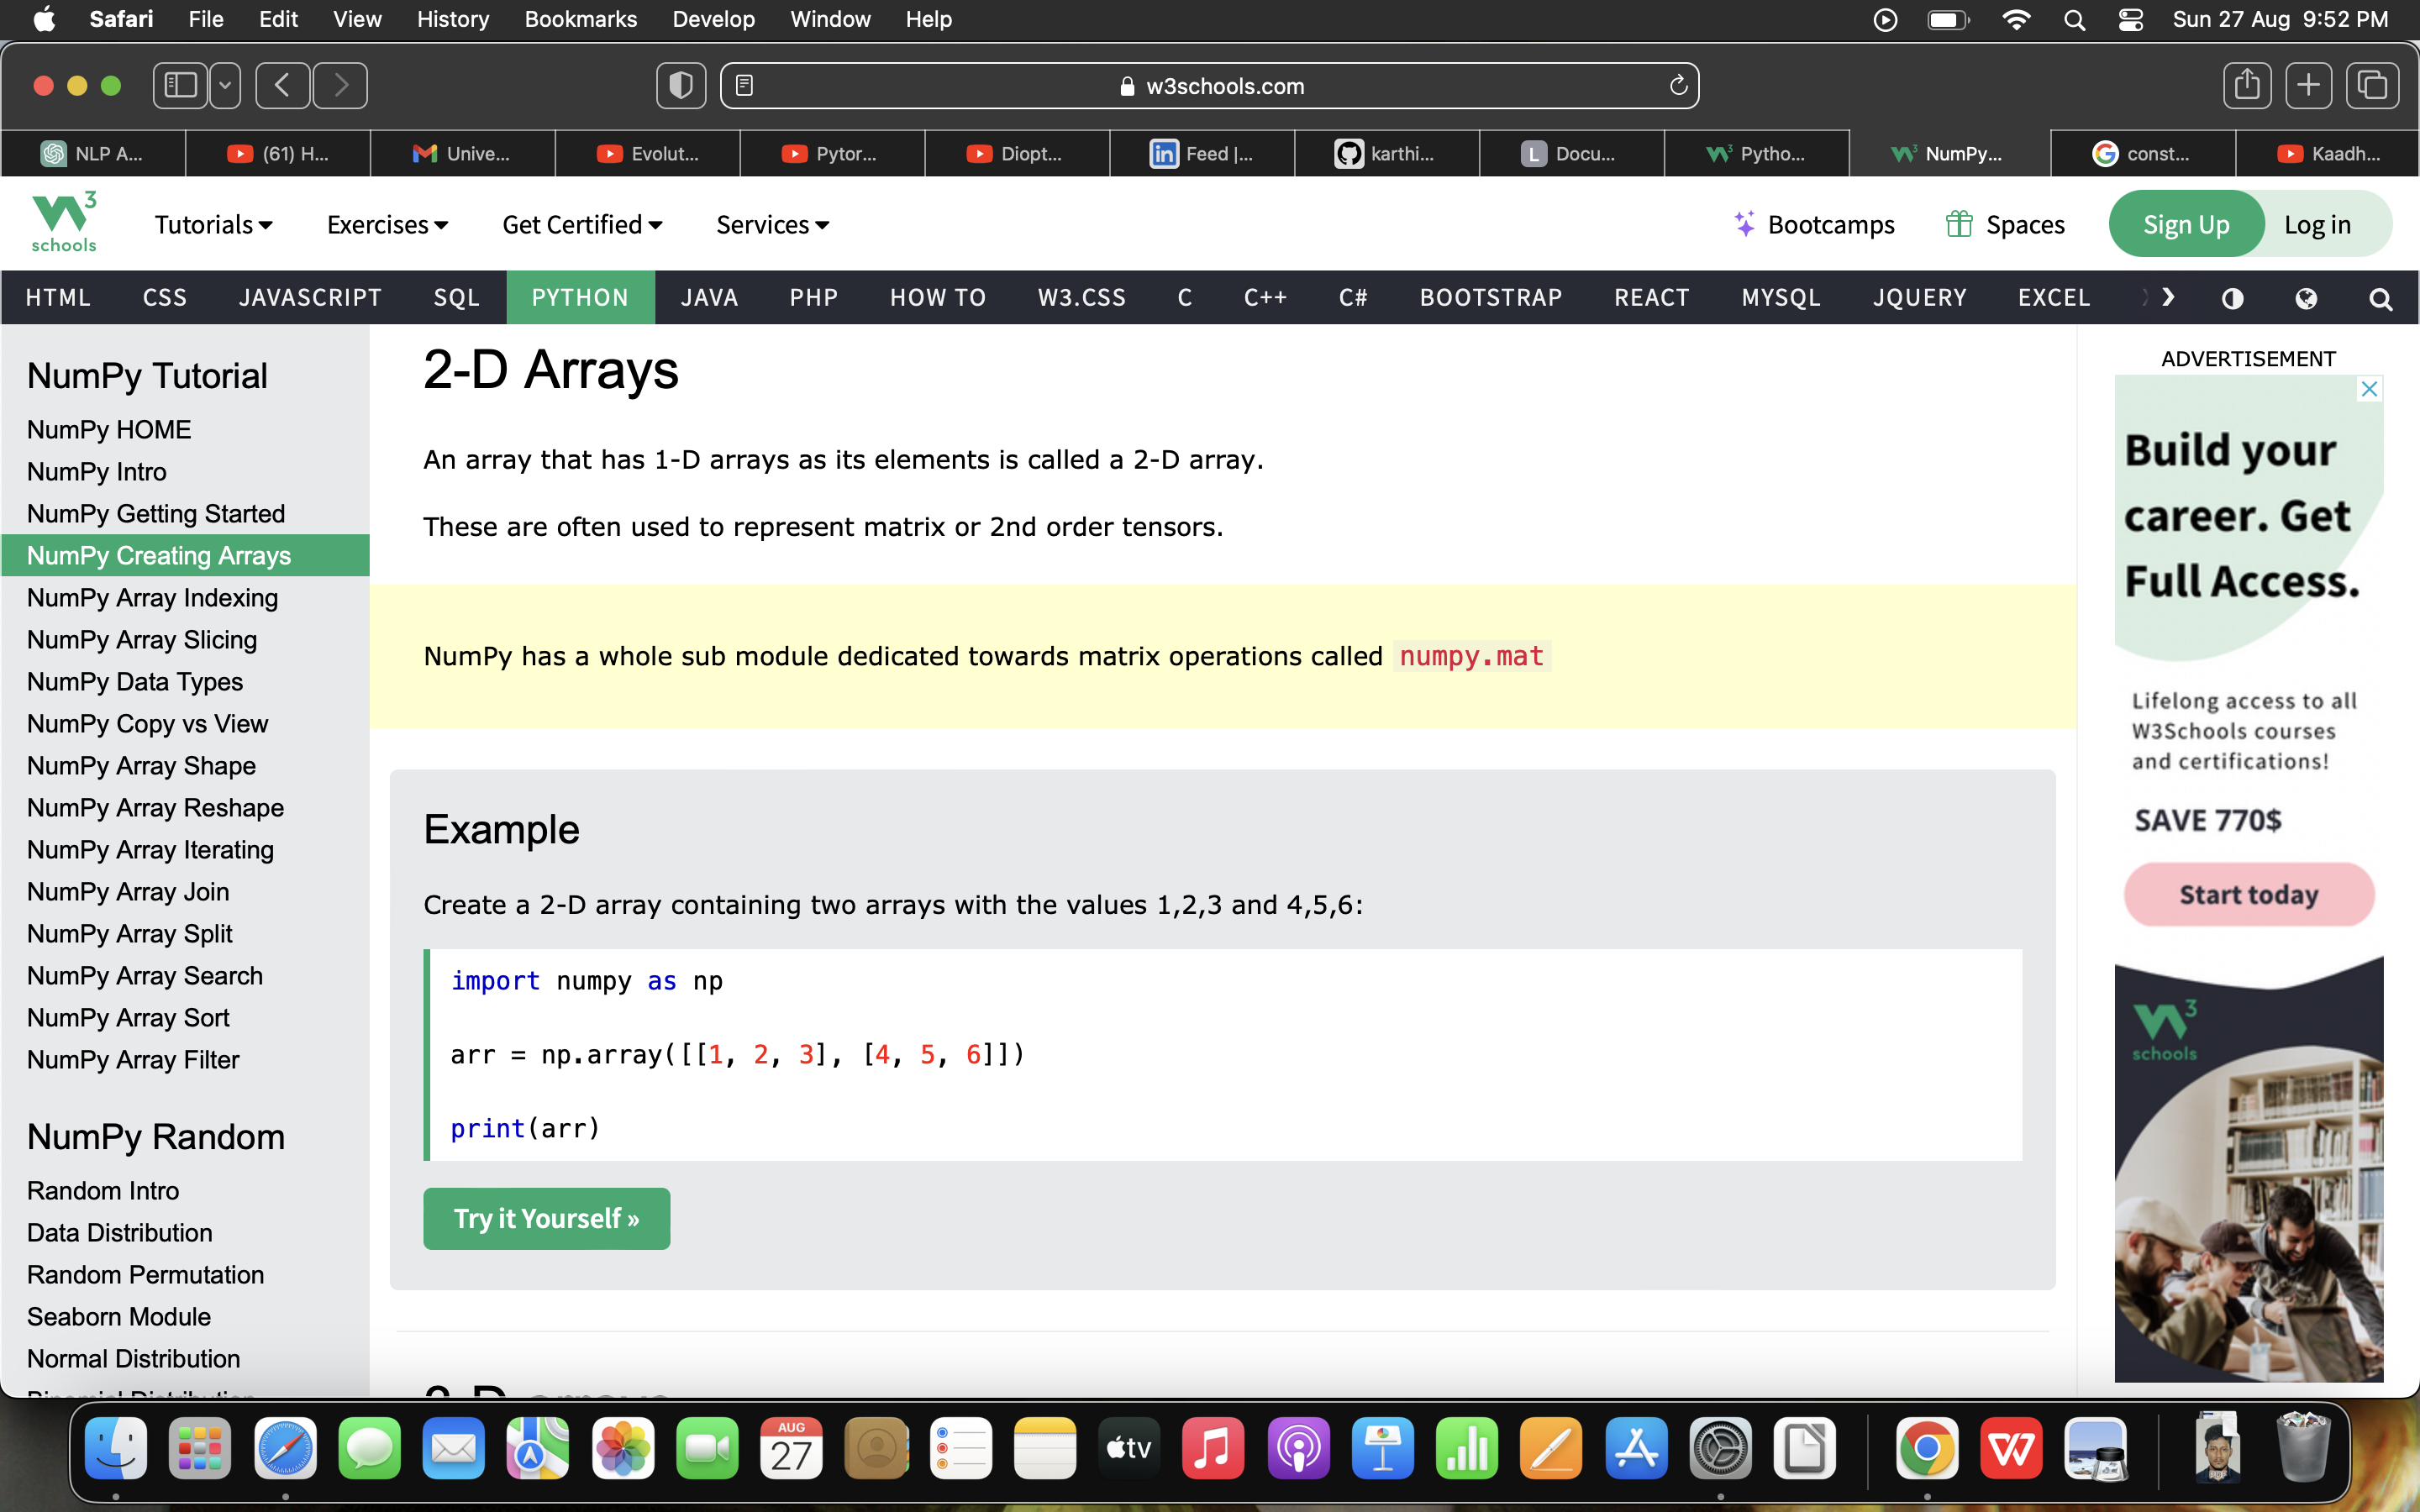 Safari File Edit View History Bookmarks Develop Window Help
Sun 27 Aug 9:52 PM
w3schools.com
NLP A... (61) H... Unive... Evolut... Pytor... Diopt... Feed |... karthi... Docu... Pytho... NumPy... const... Kaadh...
3
schools
Tutorials Exercises Get Certified Services
Bootcamps Spaces Sign Up Log in
HTML CSS JAVASCRIPT SQL PYTHON JAVA PHP HOW TO W3.CSS C C++ C# BOOTSTRAP REACT MYSQL JQUERY EXCEL
NumPy Tutorial
NumPy HOME
NumPy Intro
NumPy Getting Started
NumPy Creating Arrays
NumPy Array Indexing
NumPy Array Slicing
NumPy Data Types
NumPy Copy vs View
NumPy Array Shape
NumPy Array Reshape
NumPy Array Iterating
NumPy Array Join
NumPy Array Split
NumPy Array Search
NumPy Array Sort
NumPy Array Filter
NumPy Random
Random Intro
Data Distribution
Random Permutation
Seaborn Module
Normal Distribution
2-D Arrays
An array that has 1-D arrays as its elements is called a 2-D array.
These are often used to represent matrix or 2nd order tensors.
NumPy has a whole sub module dedicated towards matrix operations called numpy.mat
Example
Create a 2-D array containing two arrays with the values 1,2,3 and 4,5,6:
import numpy as np
arr = np.array([[1, 2, 3], [4, 5, 6]])
print(arr)
Try it Yourself »
ADVERTISEMENT
Build your
career. Get
Full Access.
Lifelong access to all
W3Schools courses
and certifications!
SAVE 770$
Start today
3
schools
AUG
27
tv